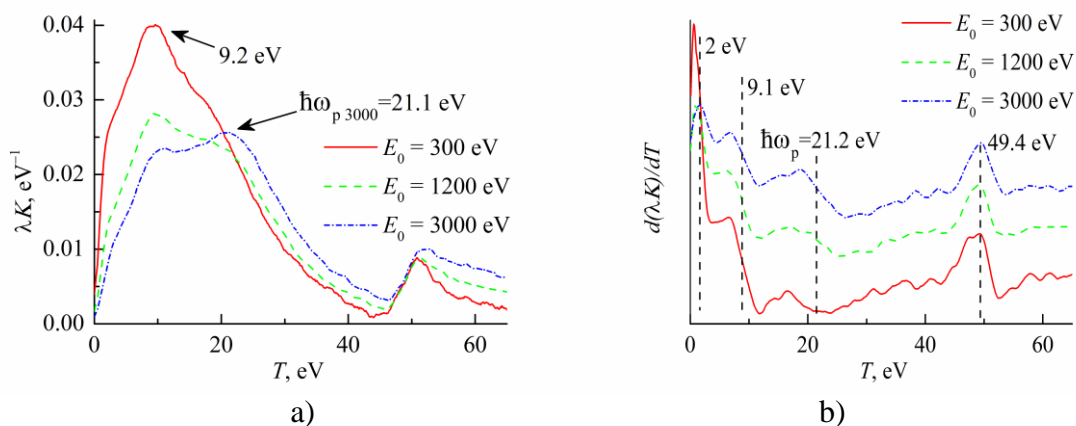 0.04
0.03
0.02
0.01
0.00
λK, eV⁻¹
9.2 eV
ħω p 3000=21.1 eV
E₀ = 300 eV
E₀ = 1200 eV
E₀ = 3000 eV
0 20 40 60
T, eV
a)
d(λK)/dT
E₀ = 300 eV
E₀ = 1200 eV
E₀ = 3000 eV
2 eV
9.1 eV
ħωₚ=21.2 eV
49.4 eV
0 20 40 60
T, eV
b)